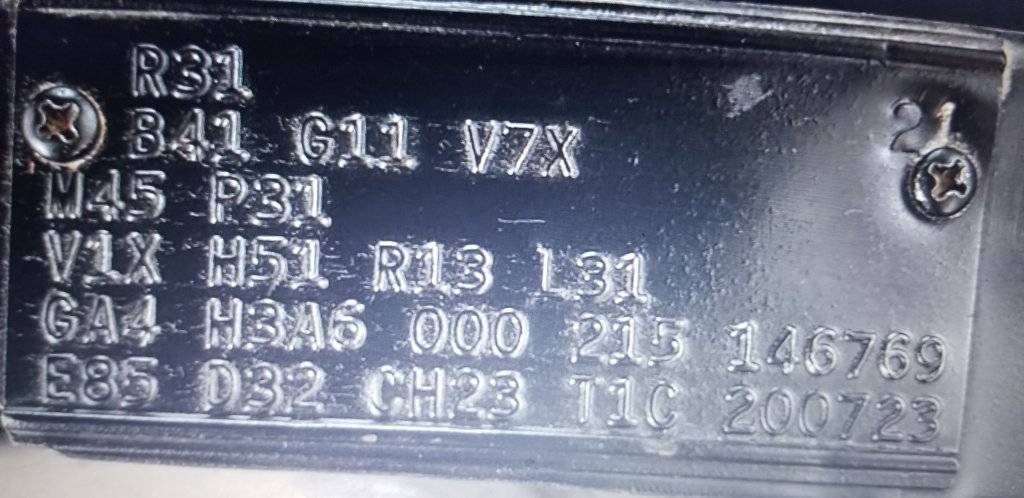 R31
21
B41 G11 V7X
M45 P31
V1X H51 R13 L31
GA4 H3A6 000 215 146769
E85 D32 CH23 T1C 200723